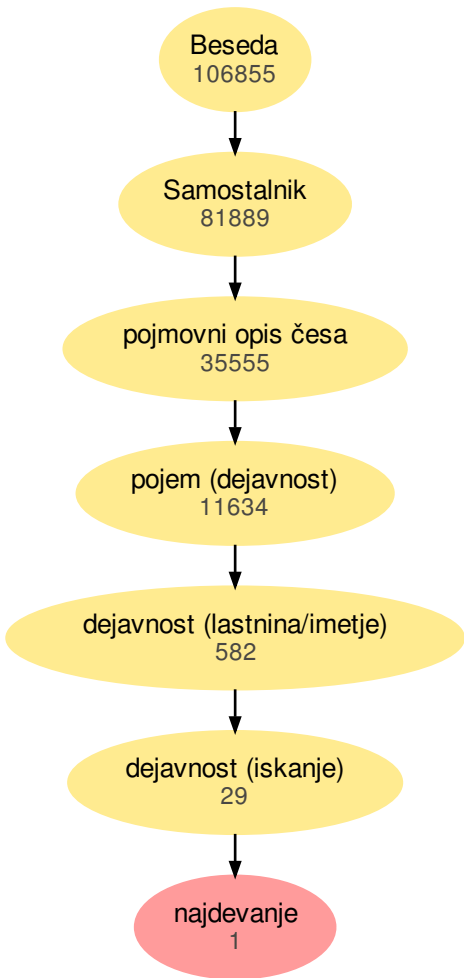 Beseda
106855
Samostalnik
81889
pojmovni opis česa
35555
pojem (dejavnost)
11634
dejavnost (lastnina/imetje)
582
dejavnost (iskanje)
29
najdevanje
1